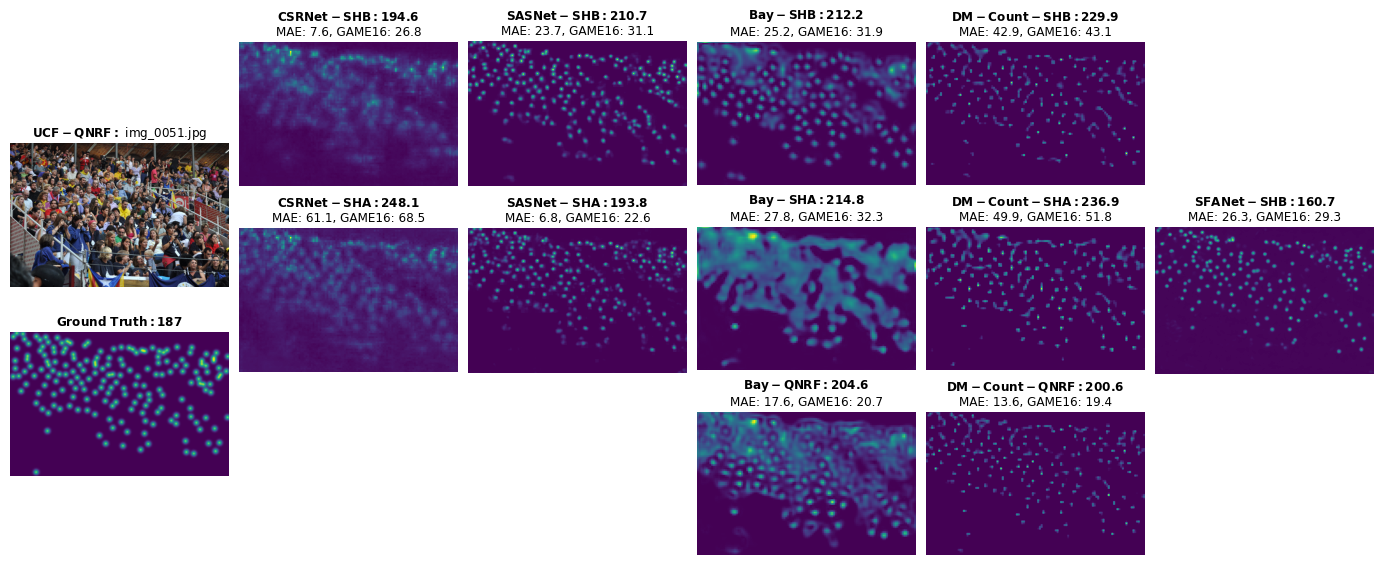 UCF − QNRF : img_0051.jpg
Ground Truth : 187
CSRNet − SHB : 194.6
MAE: 7.6, GAME16: 26.8
SASNet − SHB : 210.7
MAE: 23.7, GAME16: 31.1
Bay − SHB : 212.2
MAE: 25.2, GAME16: 31.9
DM − Count − SHB : 229.9
MAE: 42.9, GAME16: 43.1
CSRNet − SHA : 248.1
MAE: 61.1, GAME16: 68.5
SASNet − SHA : 193.8
MAE: 6.8, GAME16: 22.6
Bay − SHA : 214.8
MAE: 27.8, GAME16: 32.3
DM − Count − SHA : 236.9
MAE: 49.9, GAME16: 51.8
SFANet − SHB : 160.7
MAE: 26.3, GAME16: 29.3
Bay − QNRF : 204.6
MAE: 17.6, GAME16: 20.7
DM − Count − QNRF : 200.6
MAE: 13.6, GAME16: 19.4